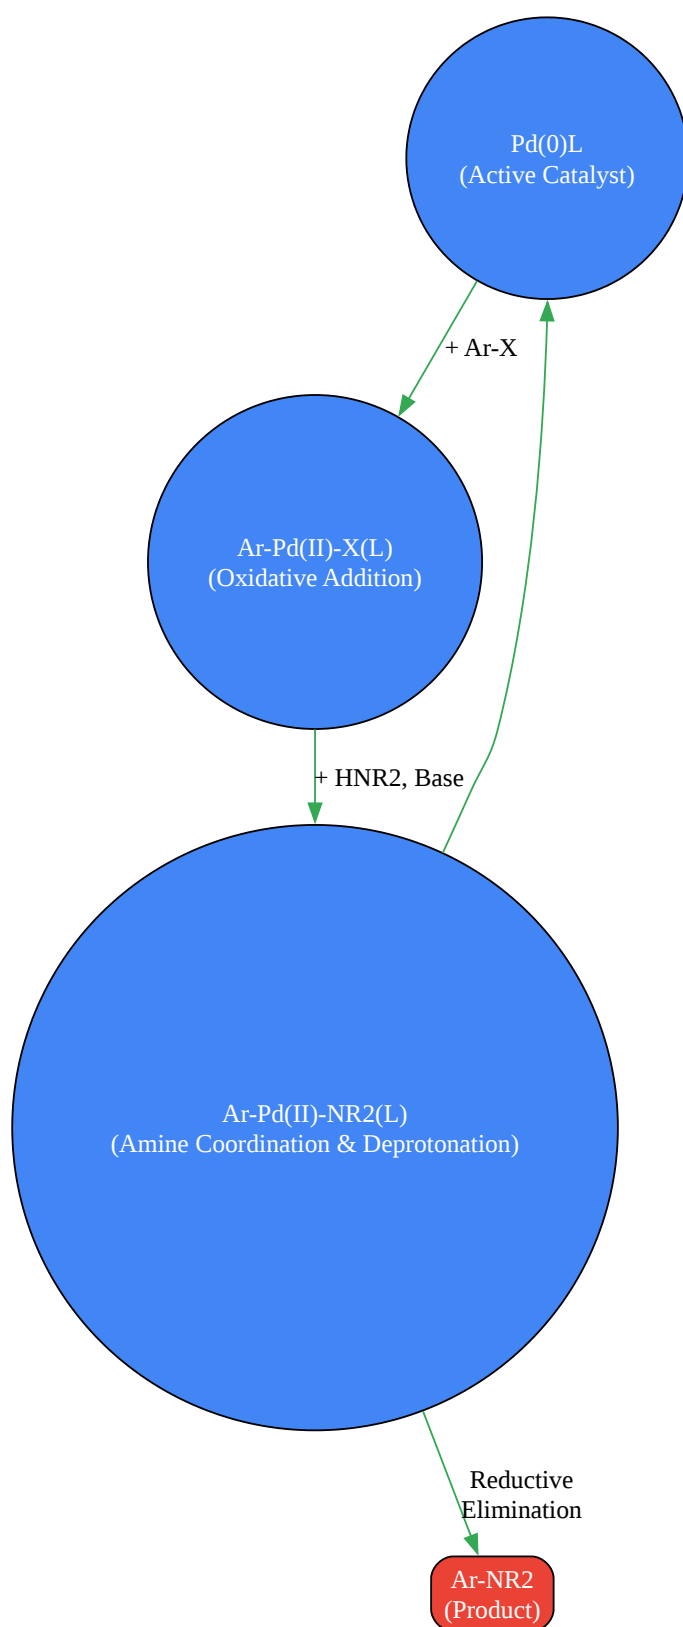 Pd(0)L
(Active Catalyst)
+ Ar-X
Ar-Pd(II)-X(L)
(Oxidative Addition)
+ HNR2, Base
Ar-Pd(II)-NR2(L)
(Amine Coordination & Deprotonation)
Reductive
Elimination
Ar-NR2
(Product)